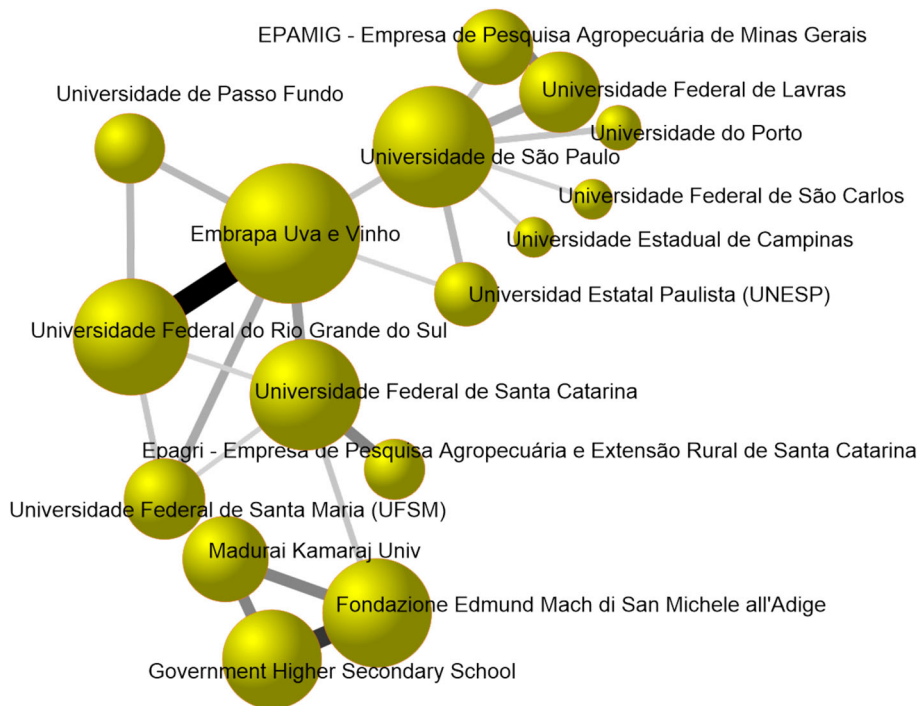 EPAMIG - Empresa de Pesquisa Agropecuária de Minas Gerais
Universidade de Passo Fundo
Universidade Federal de Lavras
Universidade do Porto
Universidade de São Paulo
Universidade Federal de São Carlos
Embrapa Uva e Vinho
Universidade Estadual de Campinas
Universidad Estatal Paulista (UNESP)
Universidade Federal do Rio Grande do Sul
Universidade Federal de Santa Catarina
Epagri - Empresa de Pesquisa Agropecuária e Extensão Rural de Santa Catarina
Universidade Federal de Santa Maria (UFSM)
Madurai Kamaraj Univ
Fondazione Edmund Mach di San Michele all'Adige
Government Higher Secondary School